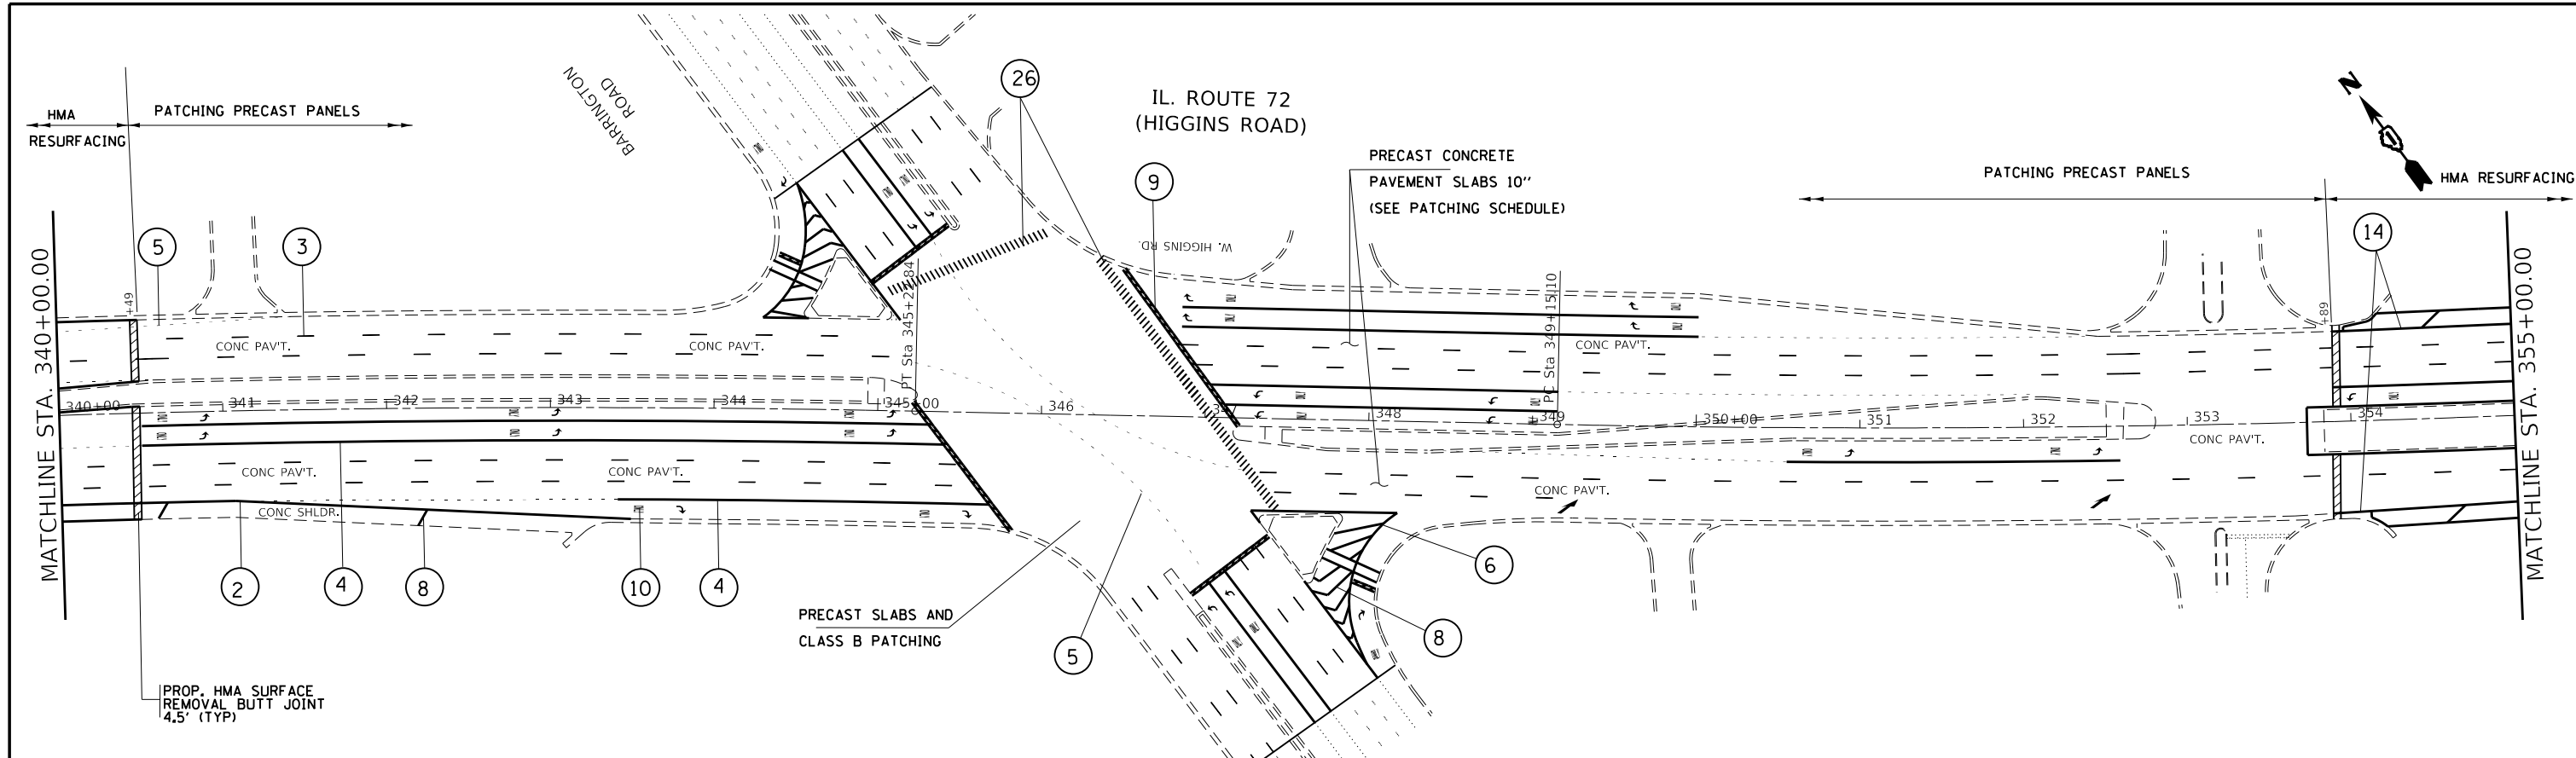 HMA
RESURFACING
PATCHING PRECAST PANELS
BARRINGTON
ROAD
26
IL. ROUTE 72
(HIGGINS ROAD)
9
PRECAST CONCRETE
PAVEMENT SLABS 10"
(SEE PATCHING SCHEDULE)
N
PATCHING PRECAST PANELS
HMA RESURFACING
MATCHLINE STA. 340+00.00
5
3
+49
W. HIGGINS RD.
14
+89
MATCHLINE STA. 355+00.00
CONC PAV'T.
CONC PAV'T.
PC Sta 349+15.10
CONC PAV'T.
340+00
341
342
343
344
345+00
346
348
349
350+00
351
352
353
354
CONC PAV'T.
CONC PAV'T.
CONC PAV'T.
CONC PAV'T.
CONC SHLDR.
2
4
8
10
4
PRECAST SLABS AND
CLASS B PATCHING
5
6
8
PROP. HMA SURFACE
REMOVAL BUTT JOINT
4.5' (TYP)